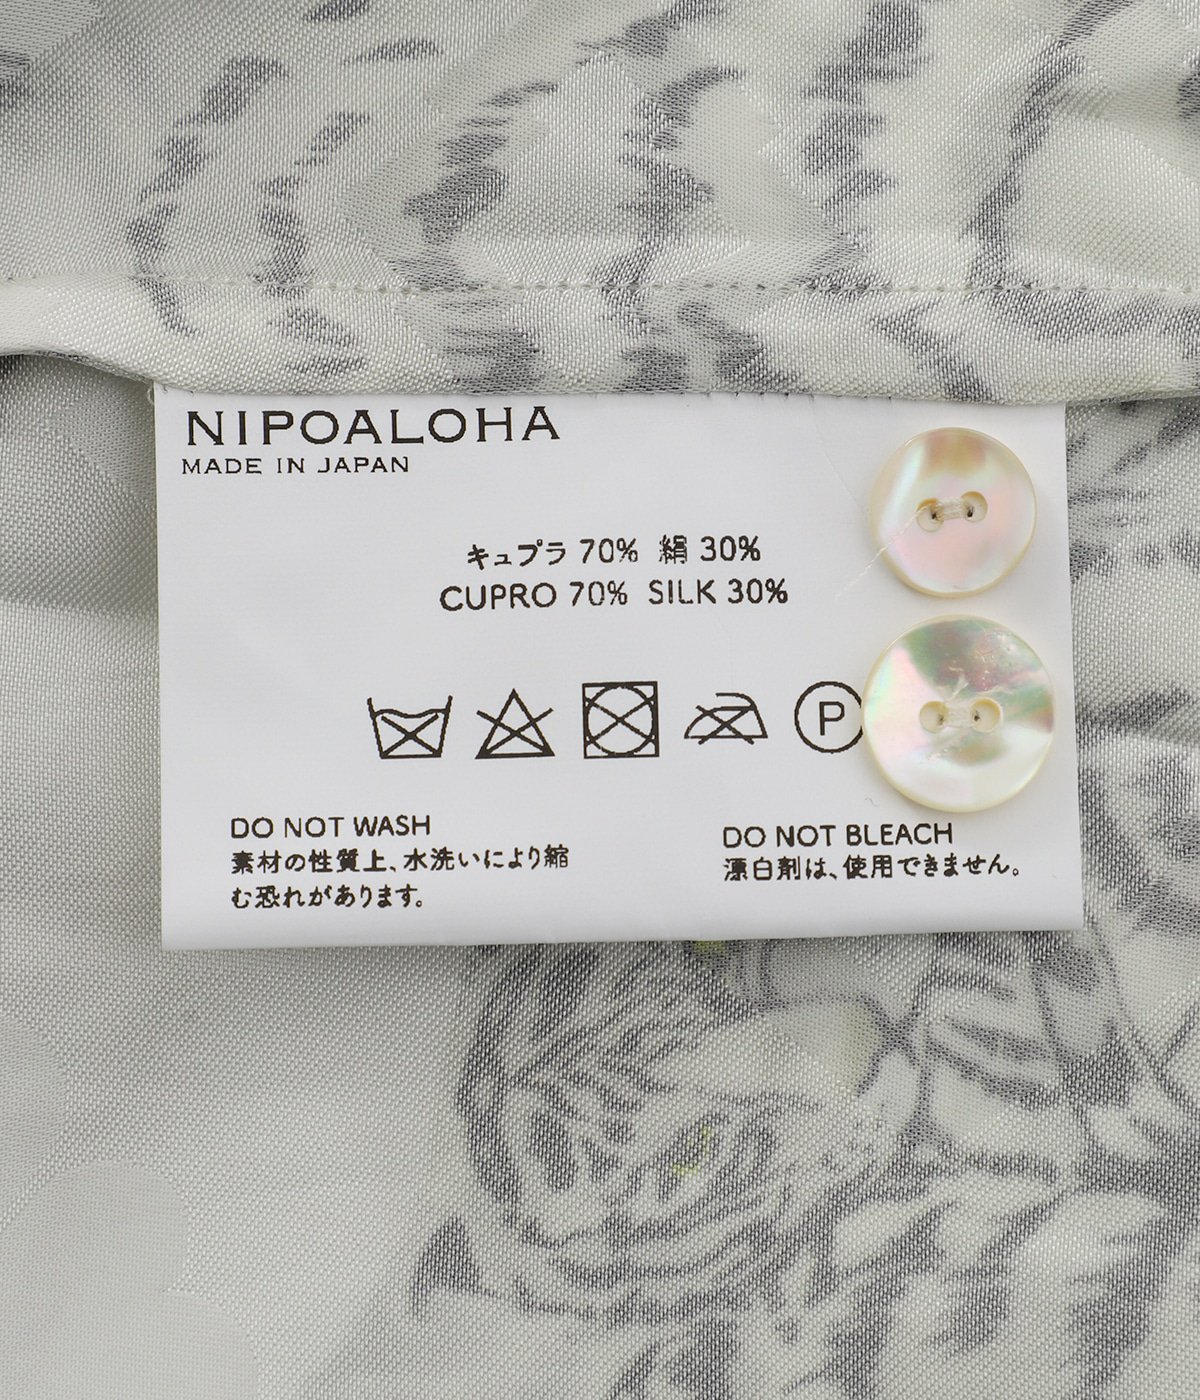 NIPOALOHA
MADE IN JAPAN
キュプラ 70% 絹 30%
CUPRO 70% SILK 30%
P
DO NOT WASH
素材の性質上、水洗いにより縮
む恐れがあります。
DO NOT BLEACH
漂白剤は、使用できません。